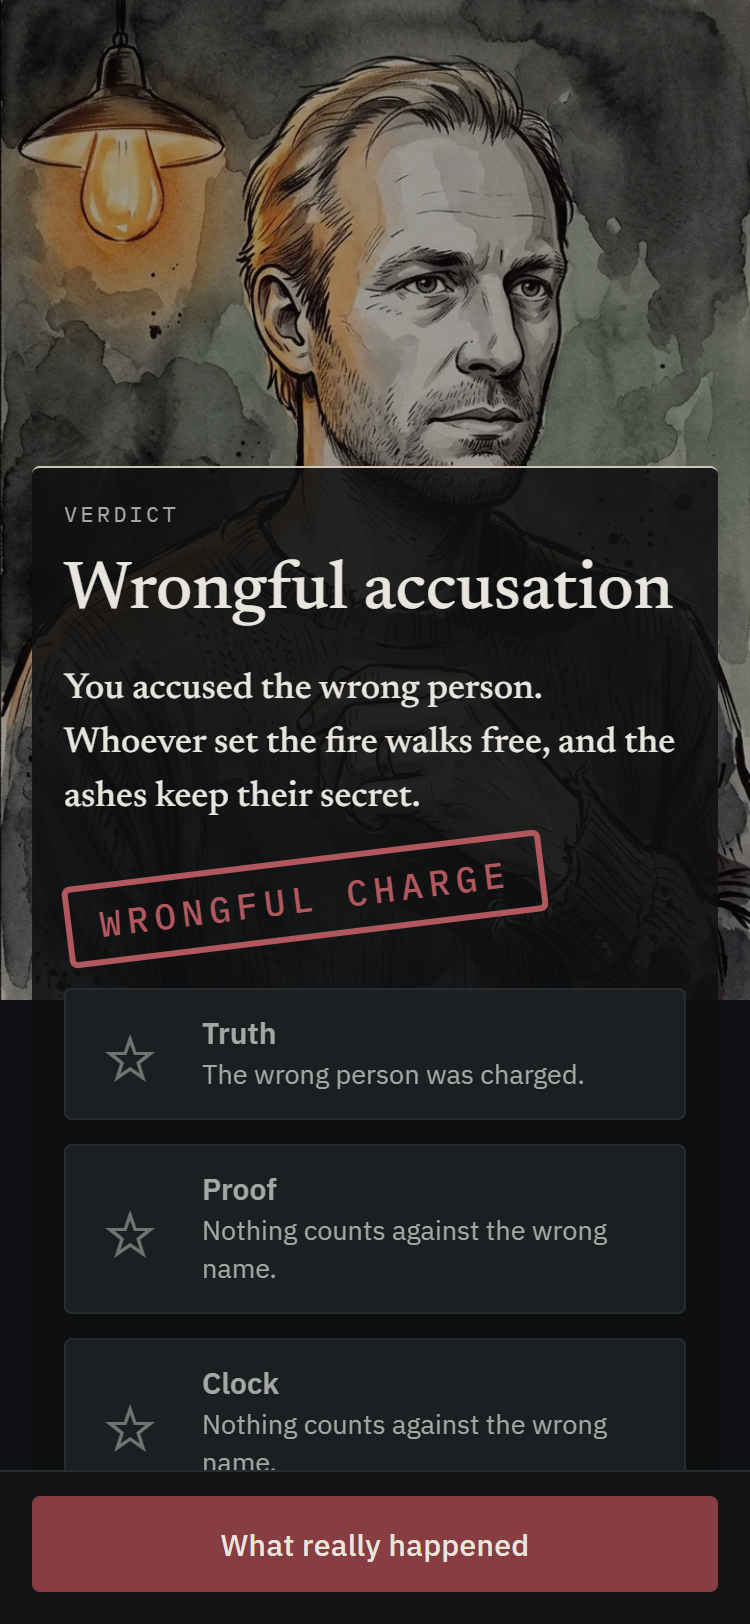 VERDICT
Wrongful accusation
You accused the wrong person.
Whoever set the fire walks free, and the
ashes keep their secret.
WRONGFUL CHARGE
Truth
The wrong person was charged.
Proof
Nothing counts against the wrong
name.
Clock
Nothing counts against the wrong
name.
What really happened